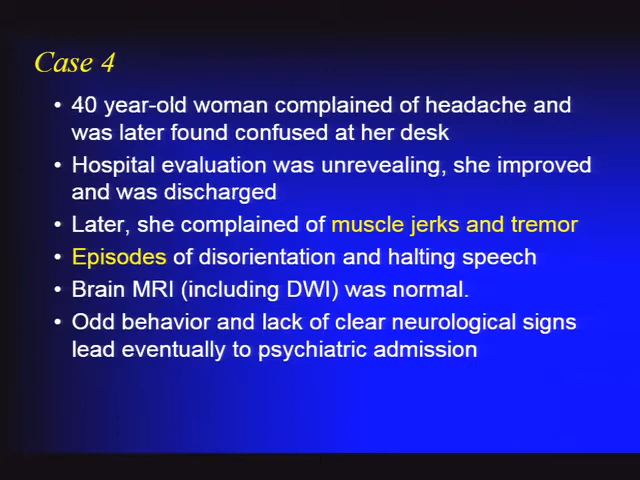 Case 4
• 40 year-old woman complained of headache and
was later found confused at her desk
• Hospital evaluation was unrevealing, she improved
and was discharged
• Later, she complained of muscle jerks and tremor
• Episodes of disorientation and halting speech
• Brain MRI (including DWI) was normal.
• Odd behavior and lack of clear neurological signs
lead eventually to psychiatric admission